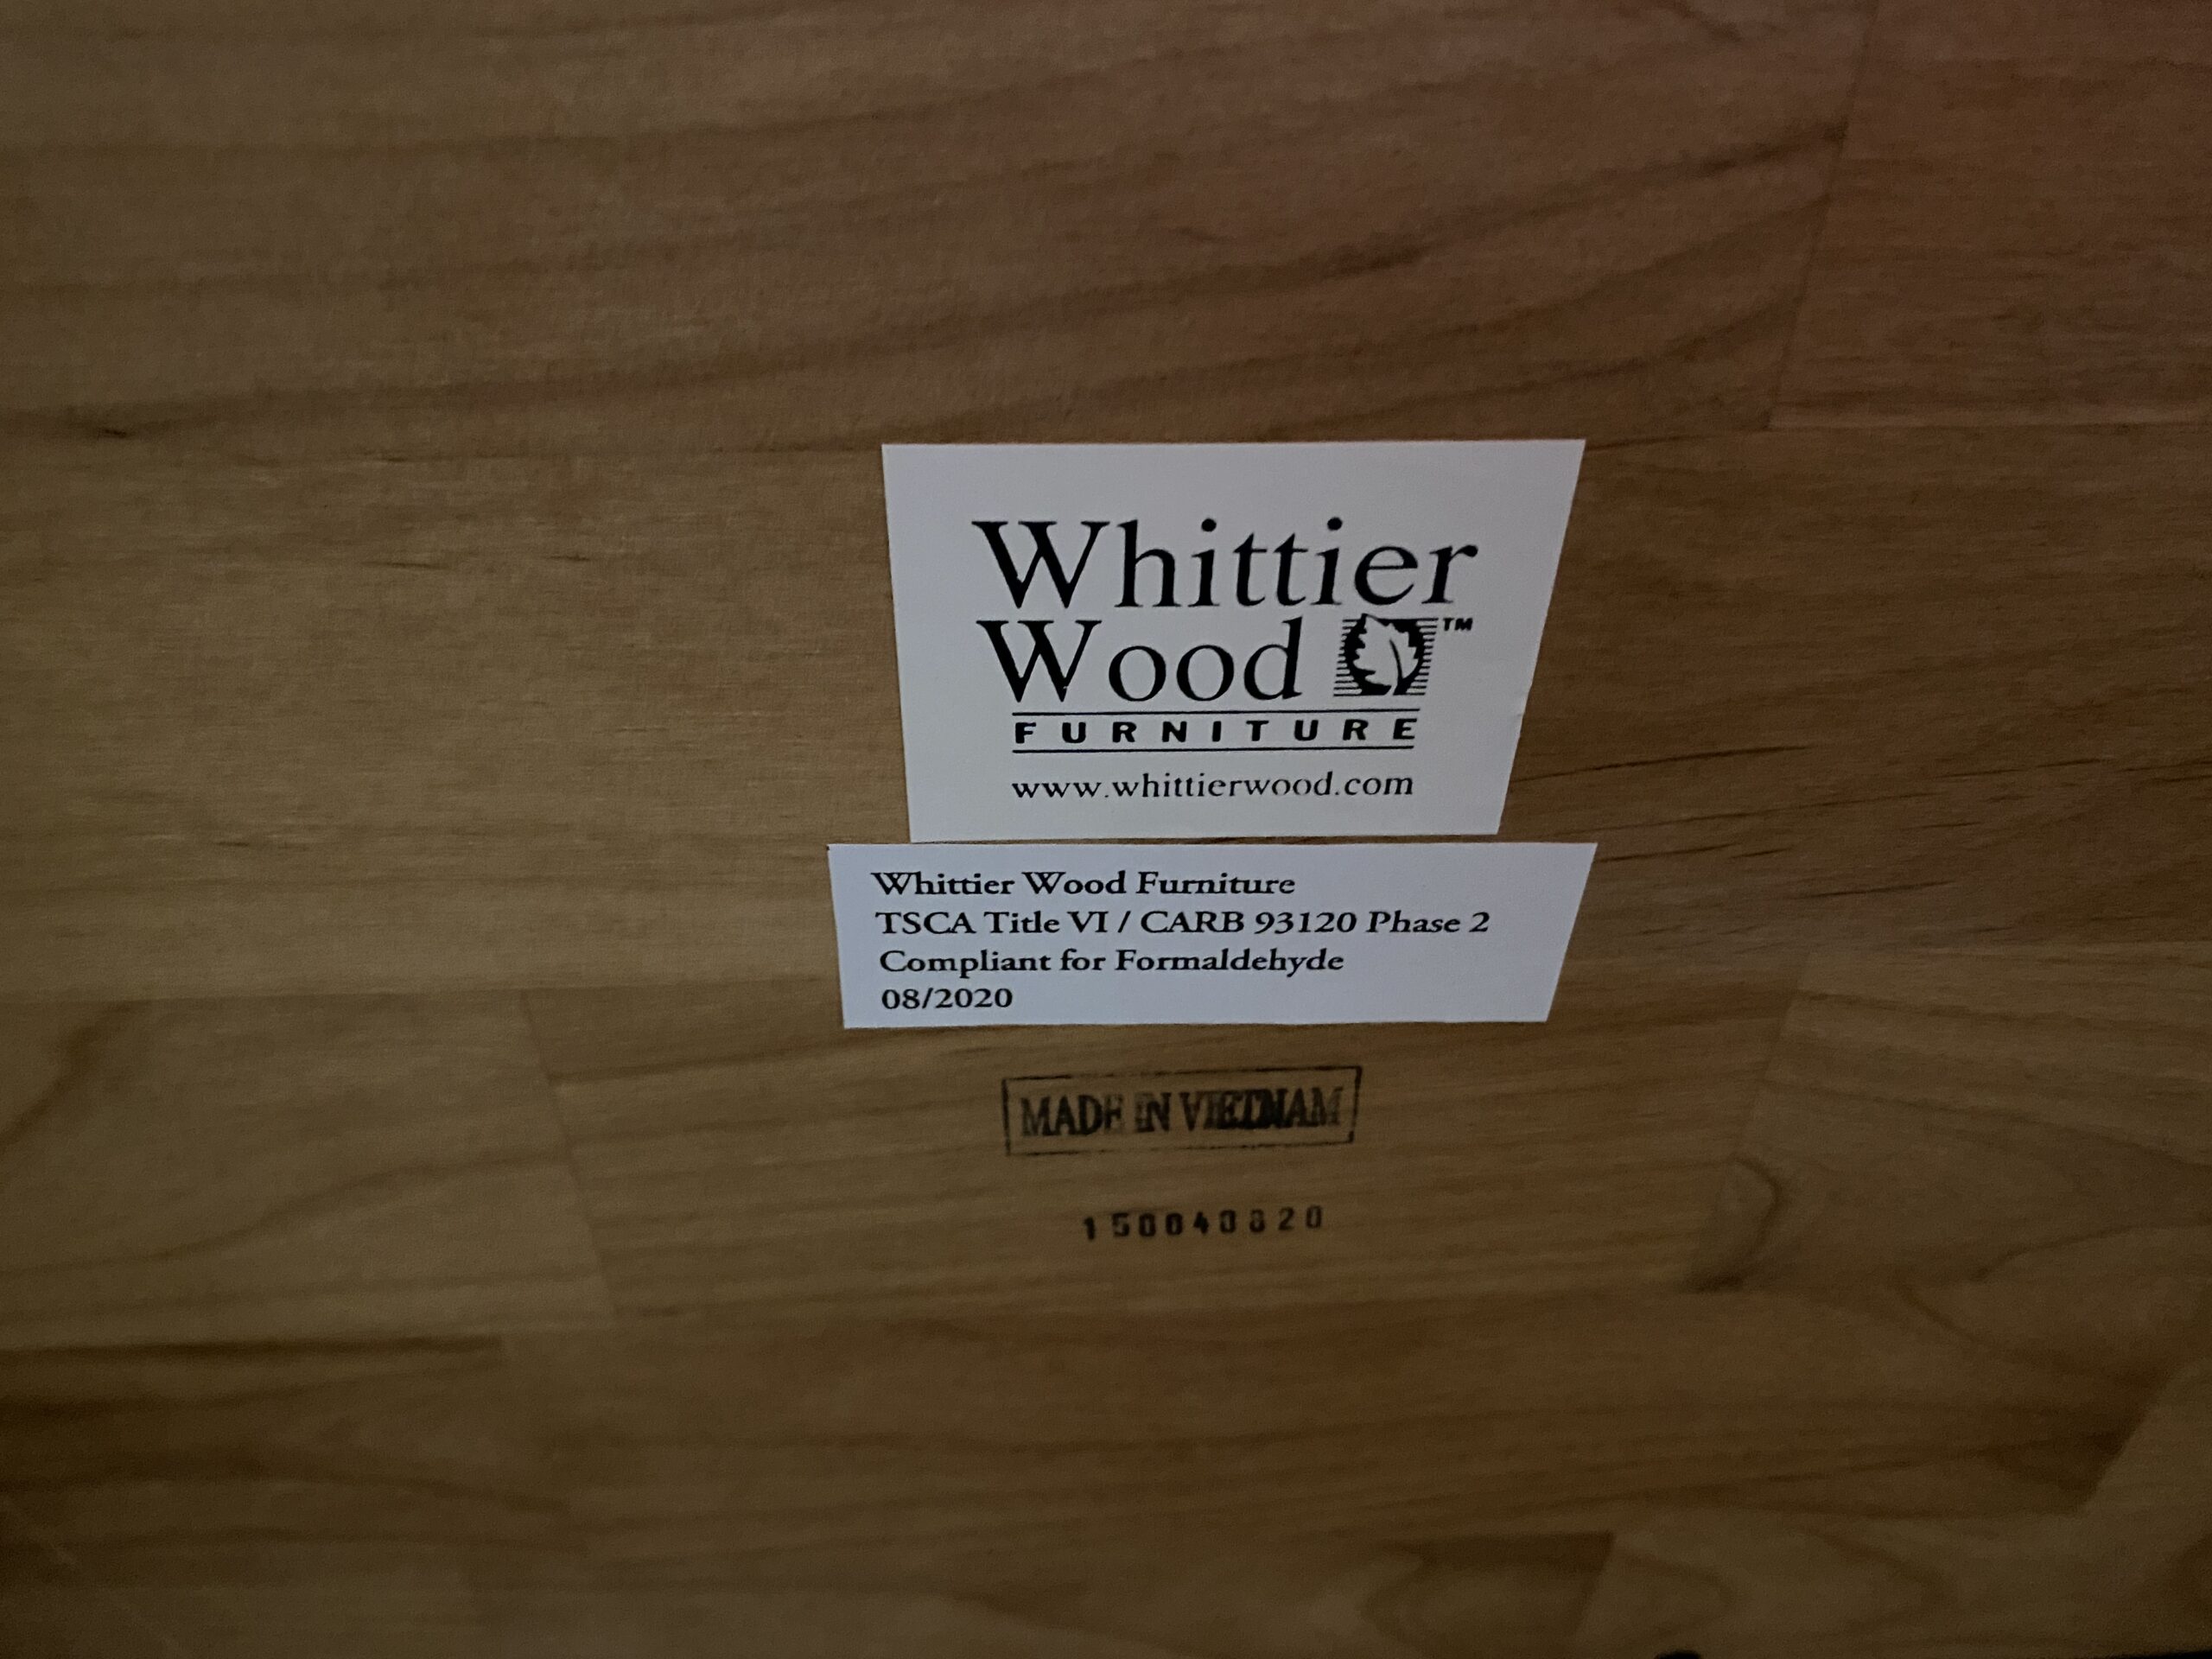 Whittier
Wood ™
FURNITURE
www.whittierwood.com
Whittier Wood Furniture
TSCA Title VI / CARB 93120 Phase 2
Compliant for Formaldehyde
08/2020
MADE IN VIETNAM